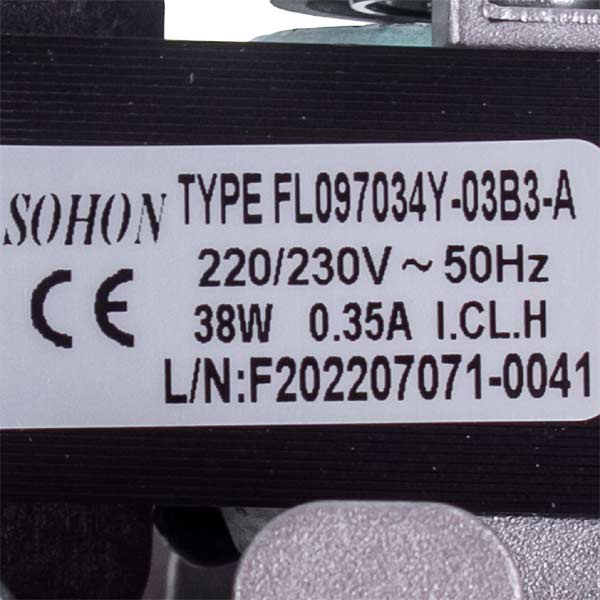 SOHON TYPE FL097034Y-03B3-A
220/230V ~ 50Hz
CE 38W 0.35A I.CL.H
L/N:F202207071-0041